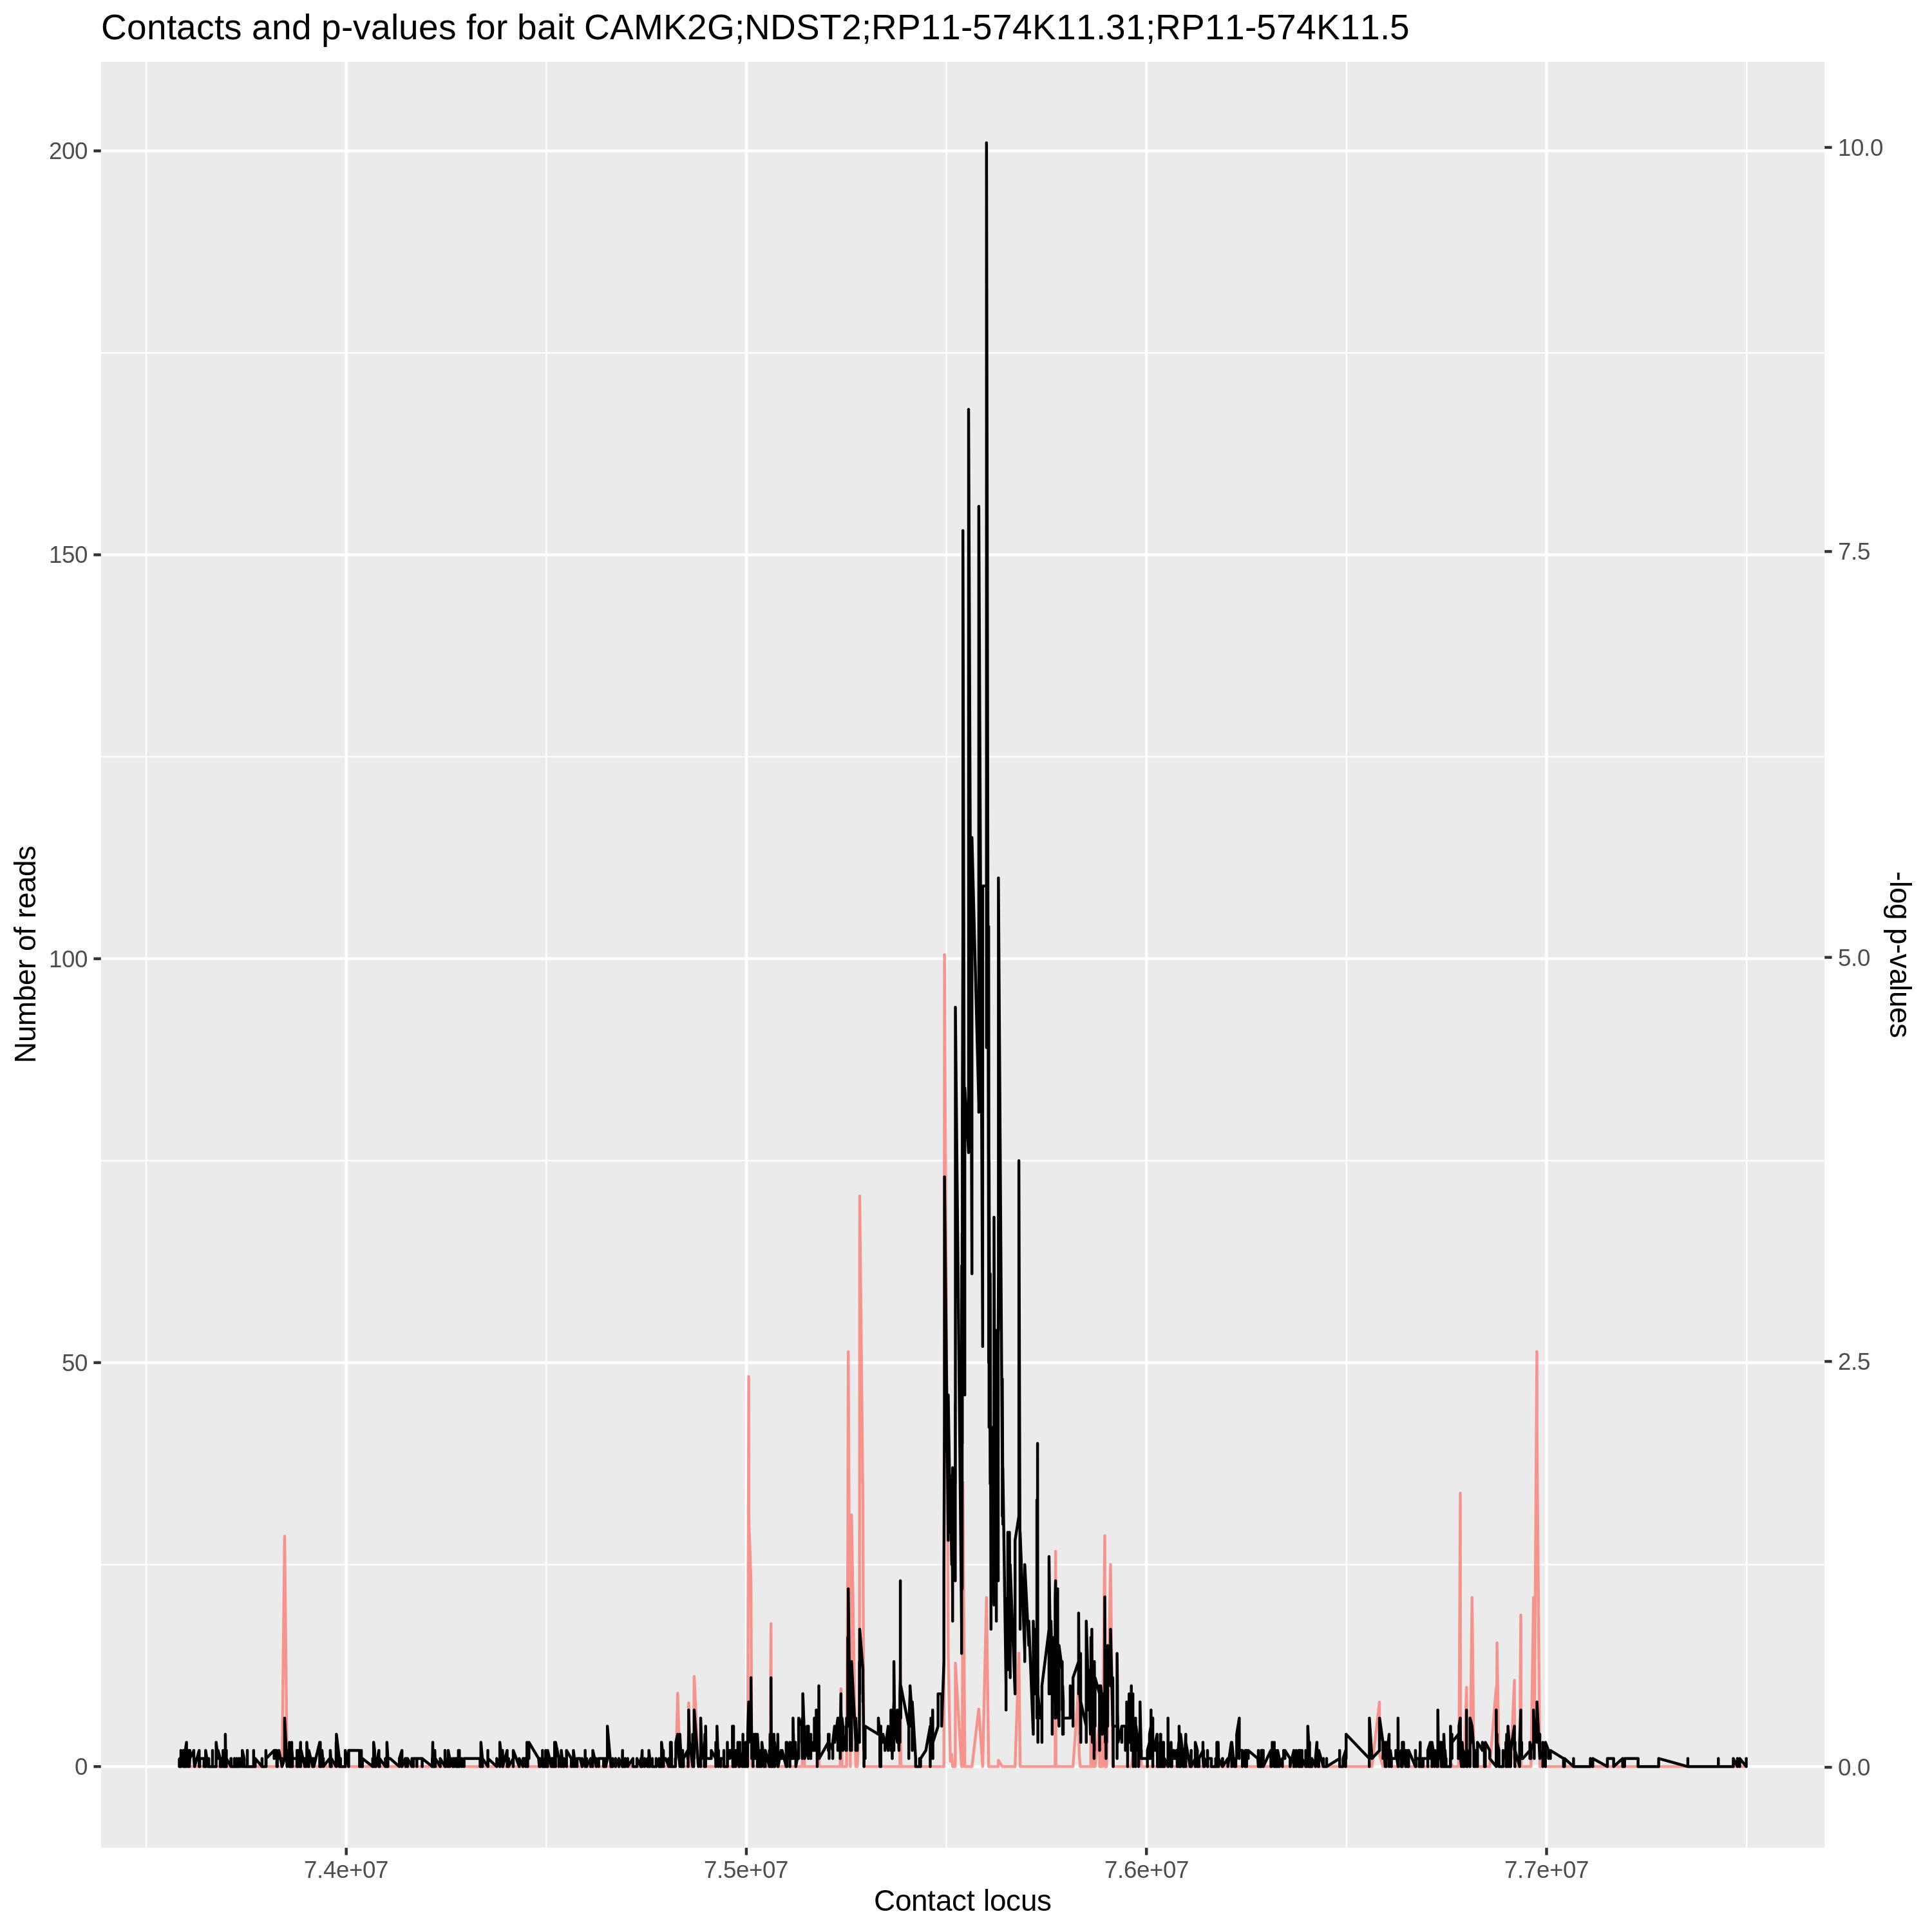 Contacts and p-values for bait CAMK2G;NDST2;RP11-574K11.31;RP11-574K11.5
200
150
100
50
0
Number of reads
10.0
7.5
5.0
2.5
0.0
-log p-values
7.4e+07 7.5e+07 7.6e+07 7.7e+07
Contact locus